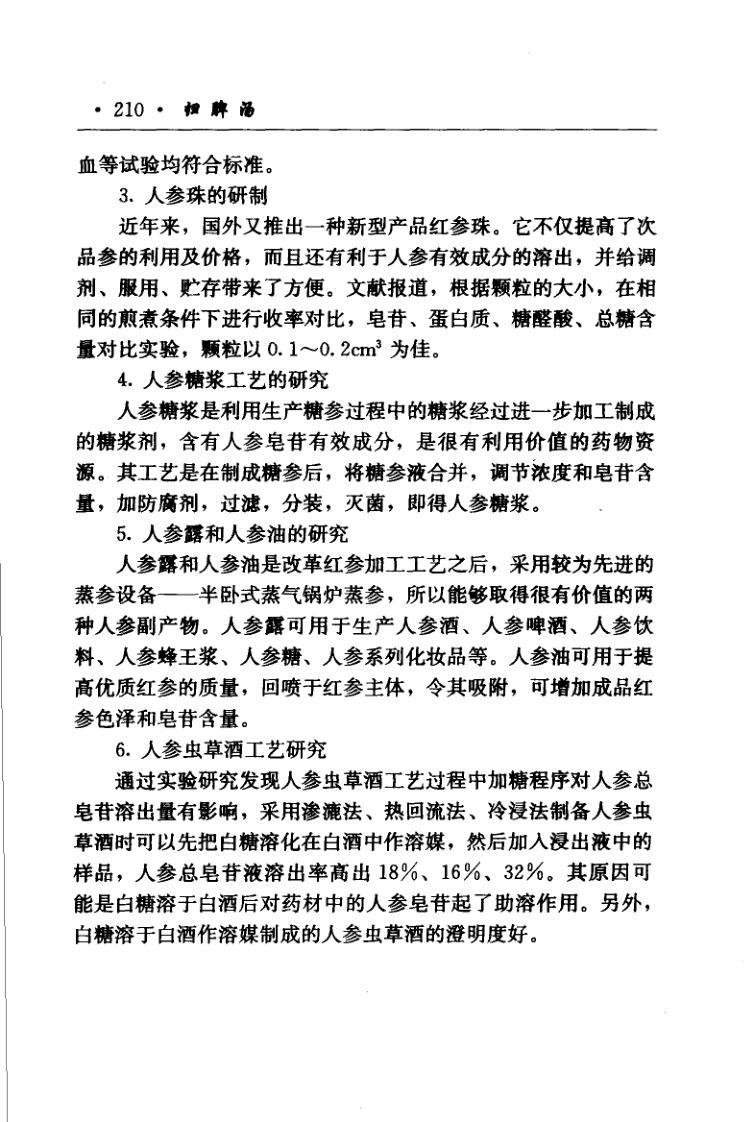 · 210 · 归脾汤
血等试验均符合标准。
3. 人参珠的研制
近年来，国外又推出一种新型产品红参珠。它不仅提高了次
品参的利用及价格，而且还有利于人参有效成分的溶出，并给调
剂、服用、贮存带来了方便。文献报道，根据颗粒的大小，在相
同的煎煮条件下进行收率对比，皂苷、蛋白质、糖醛酸、总糖含
量对比实验，颗粒以 0.1～0.2cm³ 为佳。
4. 人参糖浆工艺的研究
人参糖浆是利用生产糖参过程中的糖浆经过进一步加工制成
的糖浆剂，含有人参皂苷有效成分，是很有利用价值的药物资
源。其工艺是在制成糖参后，将糖参液合并，调节浓度和皂苷含
量，加防腐剂，过滤，分装，灭菌，即得人参糖浆。
5. 人参露和人参油的研究
人参露和人参油是改革红参加工工艺之后，采用较为先进的
蒸参设备——半卧式蒸气锅炉蒸参，所以能够取得很有价值的两
种人参副产物。人参露可用于生产人参酒、人参啤酒、人参饮
料、人参蜂王浆、人参糖、人参系列化妆品等。人参油可用于提
高优质红参的质量，回喷于红参主体，令其吸附，可增加成品红
参色泽和皂苷含量。
6. 人参虫草酒工艺研究
通过实验研究发现人参虫草酒工艺过程中加糖程序对人参总
皂苷溶出量有影响，采用渗漉法、热回流法、冷浸法制备人参虫
草酒时可以先把白糖溶化在白酒中作溶媒，然后加入浸出液中的
样品，人参总皂苷液溶出率高出 18％、16％、32％。其原因可
能是白糖溶于白酒后对药材中的人参皂苷起了助溶作用。另外，
白糖溶于白酒作溶媒制成的人参虫草酒的澄明度好。